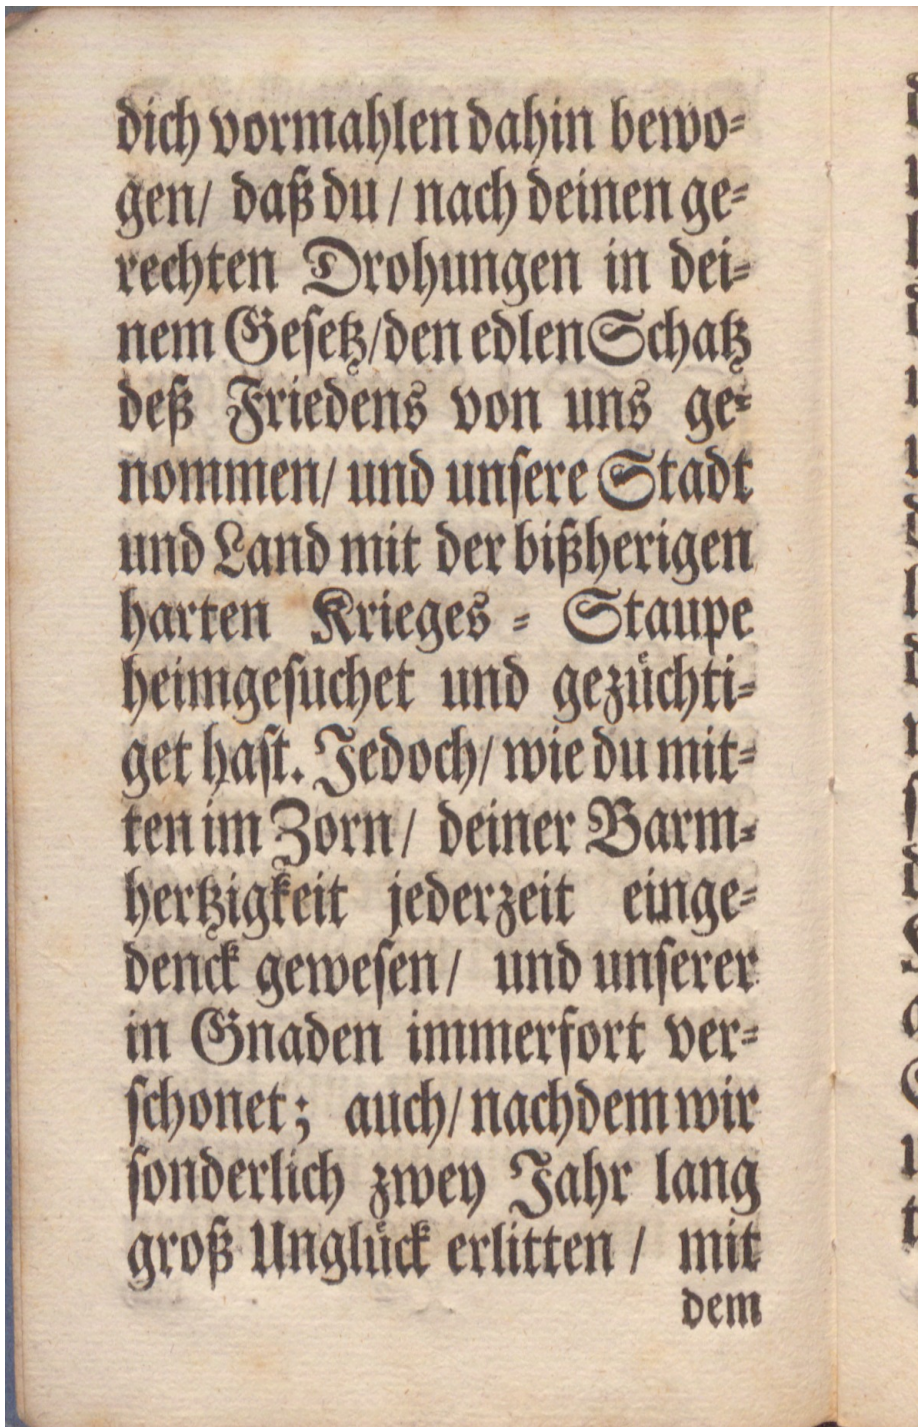 dich vormahlen dahin bewo-
gen/ daß du / nach deinen ge-
rechten Drohungen in dei-
nem Gesetz/den edlen Schatz
deß Friedens von uns ge-
nommen/ und unsere Stadt
und Land mit der bißherigen
harten Krieges - Staupe
heimgesuchet und gezüchti-
get hast. Jedoch/ wie du mit-
ten im Zorn/ deiner Barm-
hertzigkeit jederzeit einge-
denck gewesen/ und unserer
in Gnaden immerfort ver-
schonet; auch/ nachdem wir
sonderlich zwey Jahr lang
groß Unglück erlitten / mit
dem